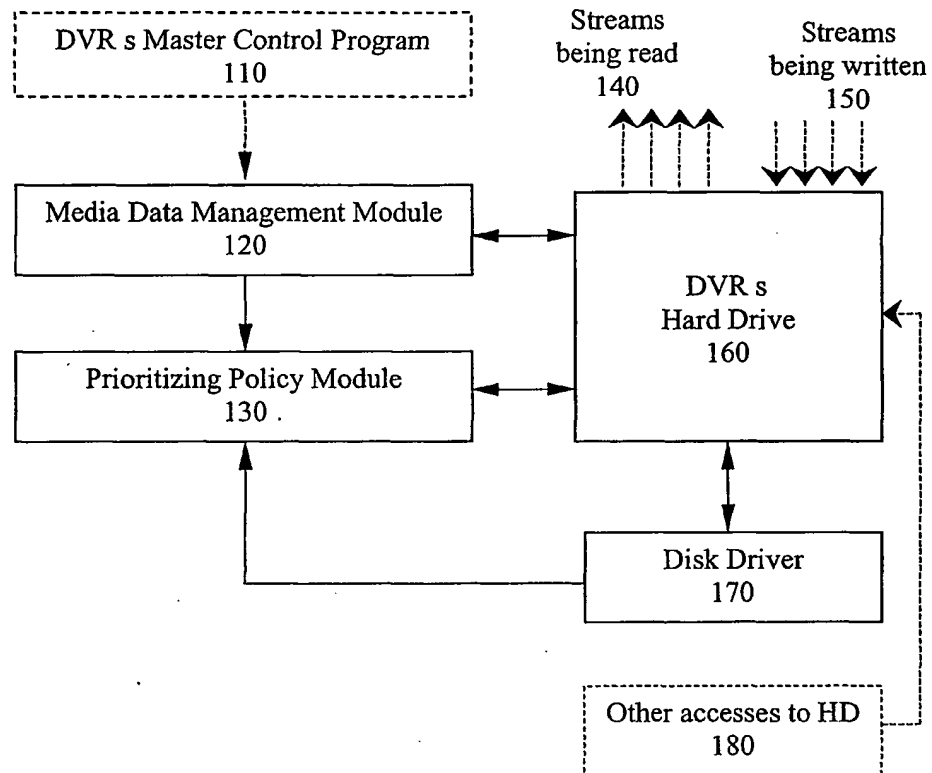 DVR s Master Control Program
110
Streams
being read
140
Streams
being written
150
Media Data Management Module
120
DVR s
Hard Drive
160
Prioritizing Policy Module
130
Disk Driver
170
Other accesses to HD
180